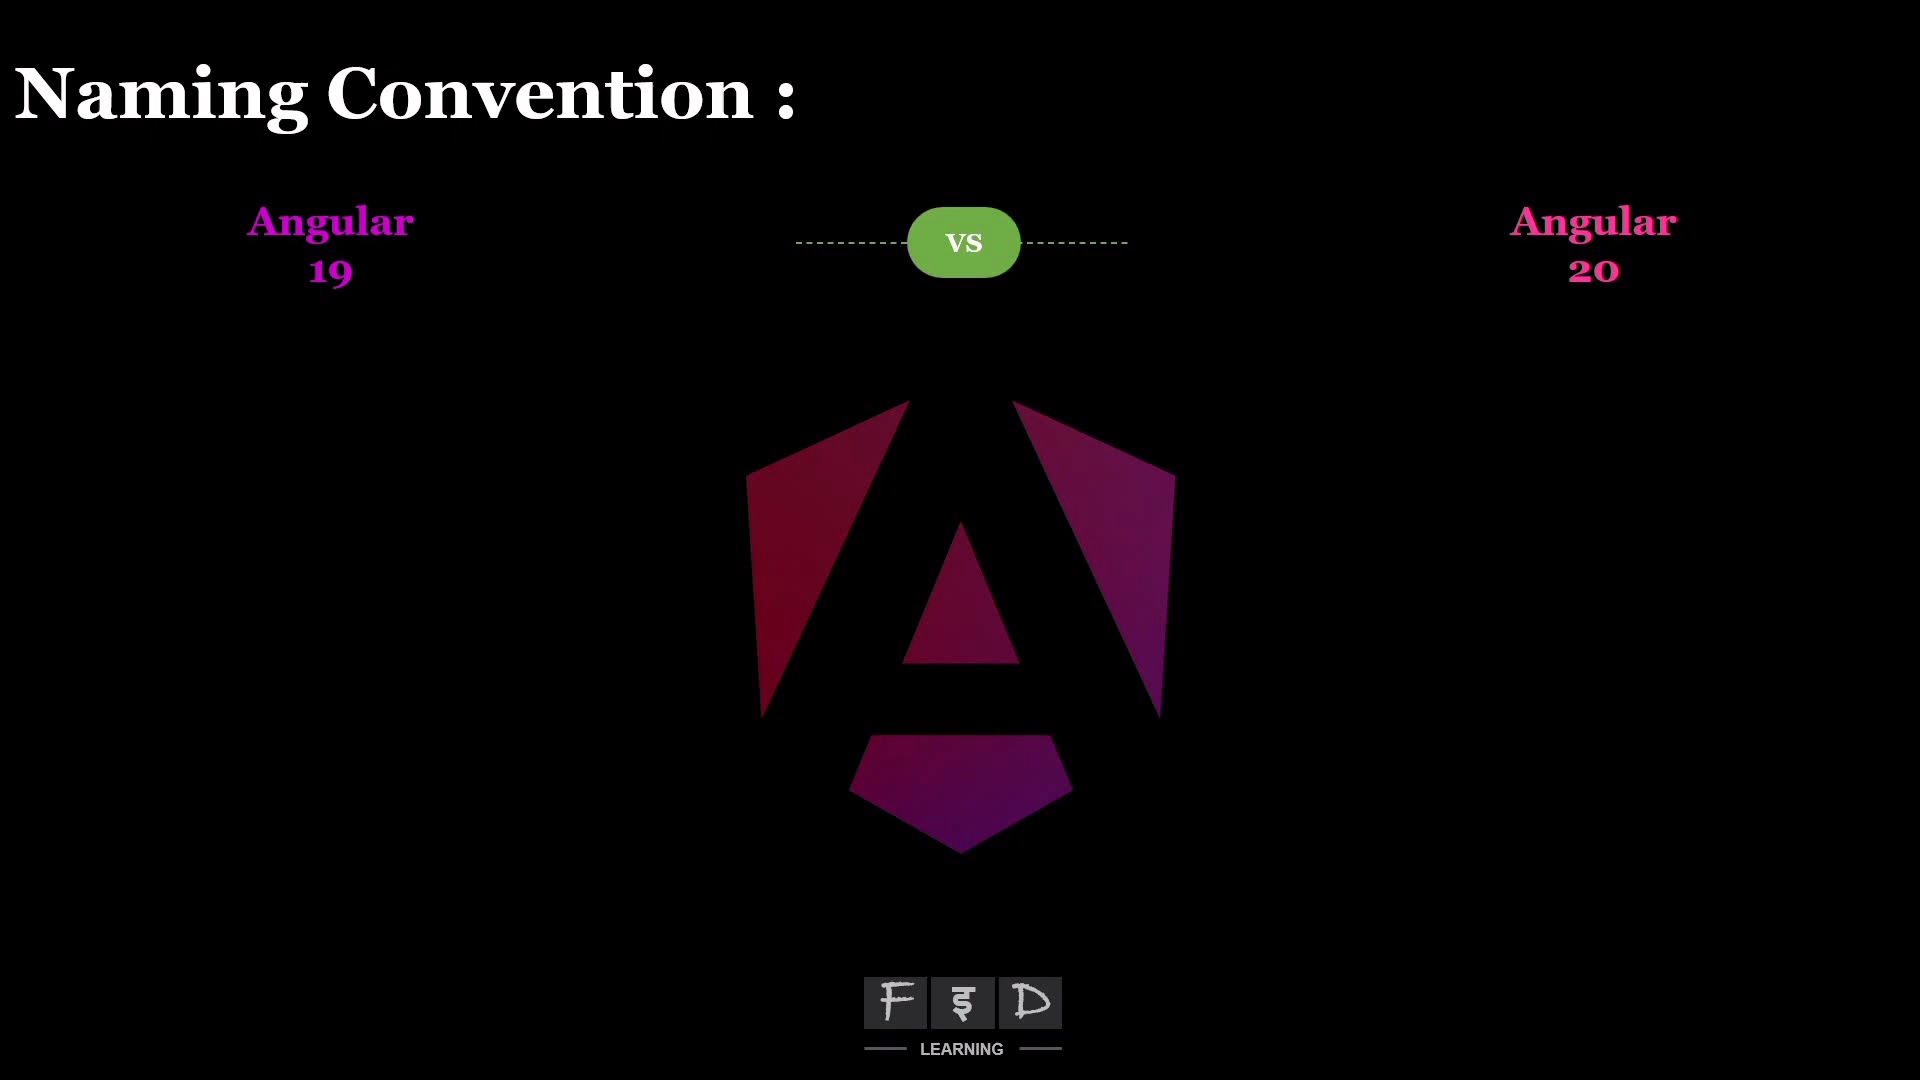 Naming Convention :
Angular
19
vs
Angular
20
F इ D
LEARNING